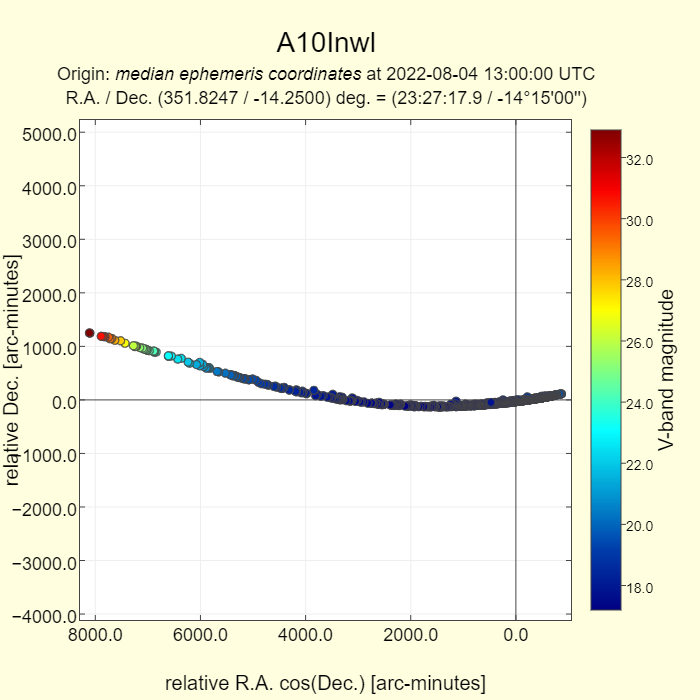 A10Inwl
Origin: median ephemeris coordinates at 2022-08-04 13:00:00 UTC
R.A. / Dec. (351.8247 / -14.2500) deg. = (23:27:17.9 / -14°15'00")
5000.0
4000.0
3000.0
2000.0
1000.0
0.0
−1000.0
−2000.0
−3000.0
−4000.0
relative Dec. [arc-minutes]
8000.0 6000.0 4000.0 2000.0 0.0
relative R.A. cos(Dec.) [arc-minutes]
32.0
30.0
28.0
26.0
24.0
22.0
20.0
18.0
V-band magnitude